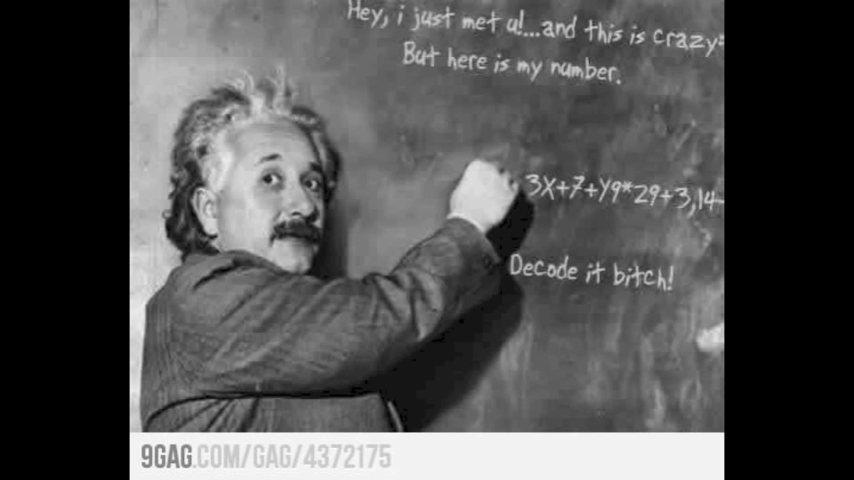 Hey, i just met u!...and this is crazy:
But here is my number.
3X+7+Y9*29+3,14
Decode it bitch!
9GAG.COM/GAG/4372175